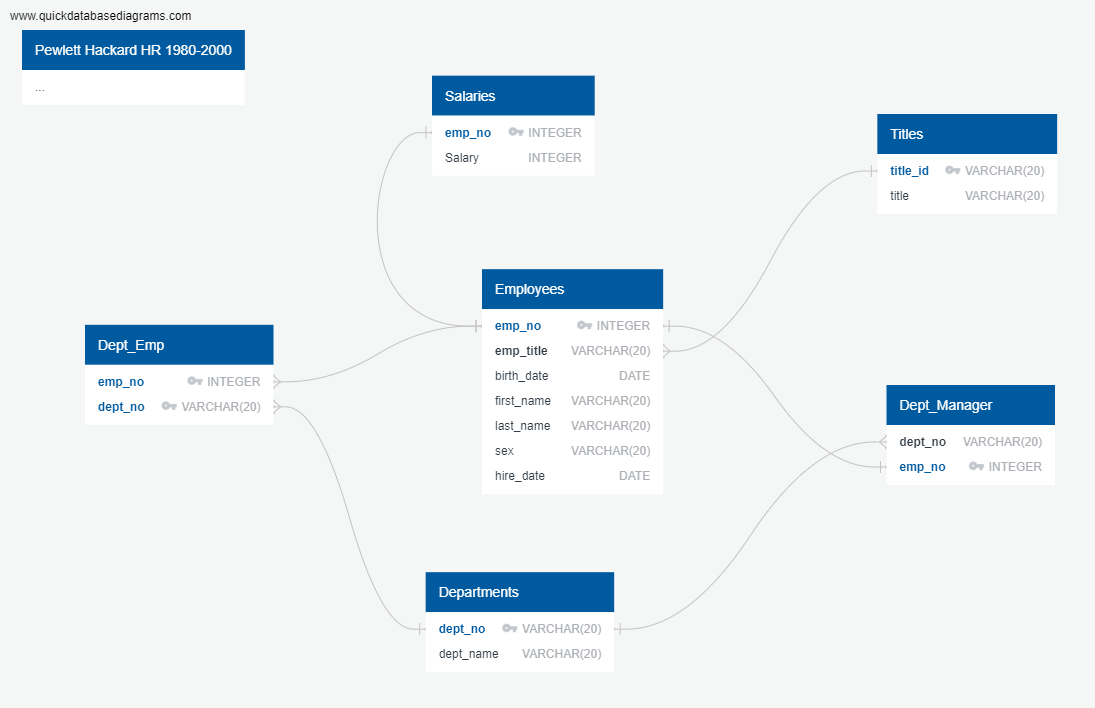 www.quickdatabasediagrams.com
Pewlett Hackard HR 1980-2000
...
Salaries
emp_no INTEGER
Salary INTEGER
Titles
title_id VARCHAR(20)
title VARCHAR(20)
Employees
emp_no INTEGER
emp_title VARCHAR(20)
birth_date DATE
first_name VARCHAR(20)
last_name VARCHAR(20)
sex VARCHAR(20)
hire_date DATE
Dept_Emp
emp_no INTEGER
dept_no VARCHAR(20)
Dept_Manager
dept_no VARCHAR(20)
emp_no INTEGER
Departments
dept_no VARCHAR(20)
dept_name VARCHAR(20)